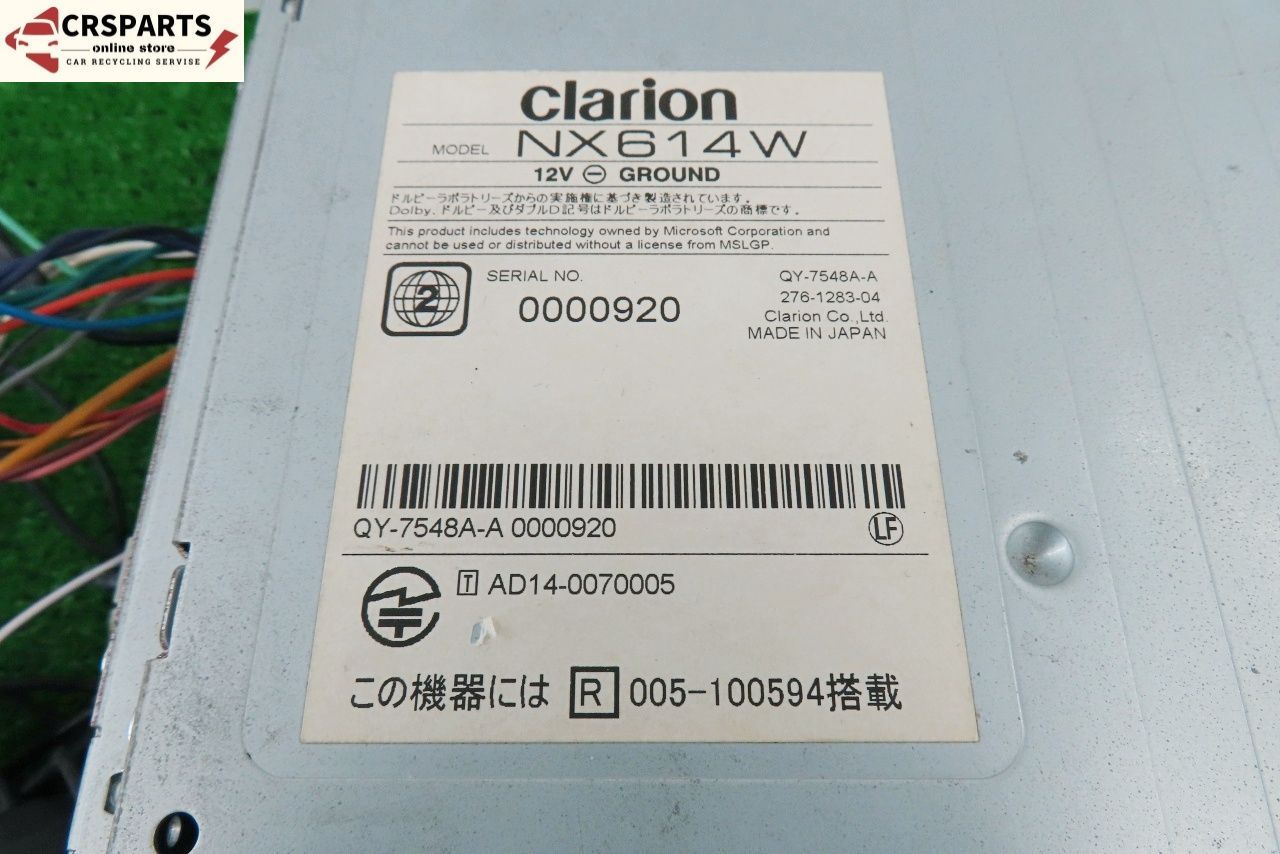 CRSPARTS
online store
CAR RECYCLING SERVISE
clarion
MODEL NX614W
12V ⊖ GROUND
ドルビーラボラトリーズからの実施権に基づき製造されています。
Dolby、ドルビー及びダブルD記号はドルビーラボラトリーズの商標です。
This product includes technology owned by Microsoft Corporation and
cannot be used or distributed without a license from MSLGP.
2
SERIAL NO.
0000920
QY-7548A-A
276-1283-04
Clarion Co.,Ltd.
MADE IN JAPAN
QY-7548A-A 0000920
LF
T AD14-0070005
この機器には R 005-100594搭載